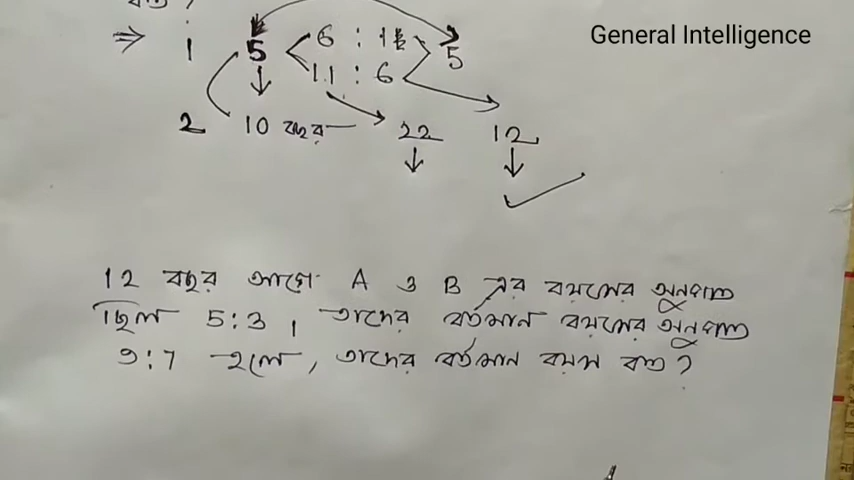 General Intelligence
⇒ 1 5 6 : 11 5
11 : 6
2 10 বছর 22 12
12 বছর আগে A ও B এর বয়সের অনুপাত
ছিল 5:3, তাদের বর্তমান বয়সের অনুপাত
9:7 হলে, তাদের বর্তমান বয়স কত?